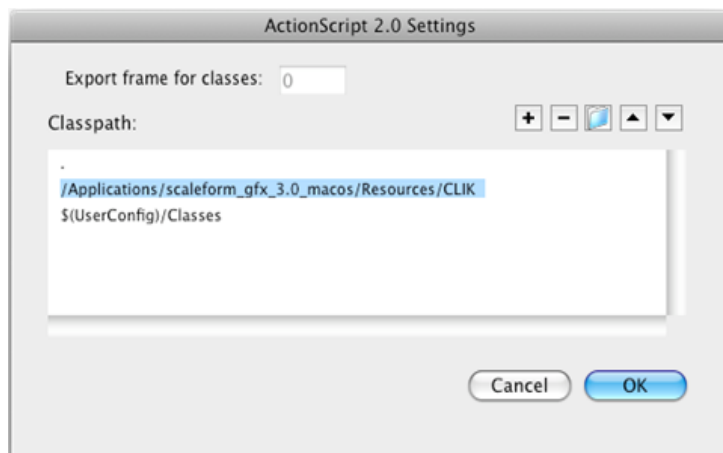 ActionScript 2.0 Settings
Export frame for classes: 0
Classpath:
.
/Applications/scaleform_gfx_3.0_macos/Resources/CLIK
$(UserConfig)/Classes
Cancel OK